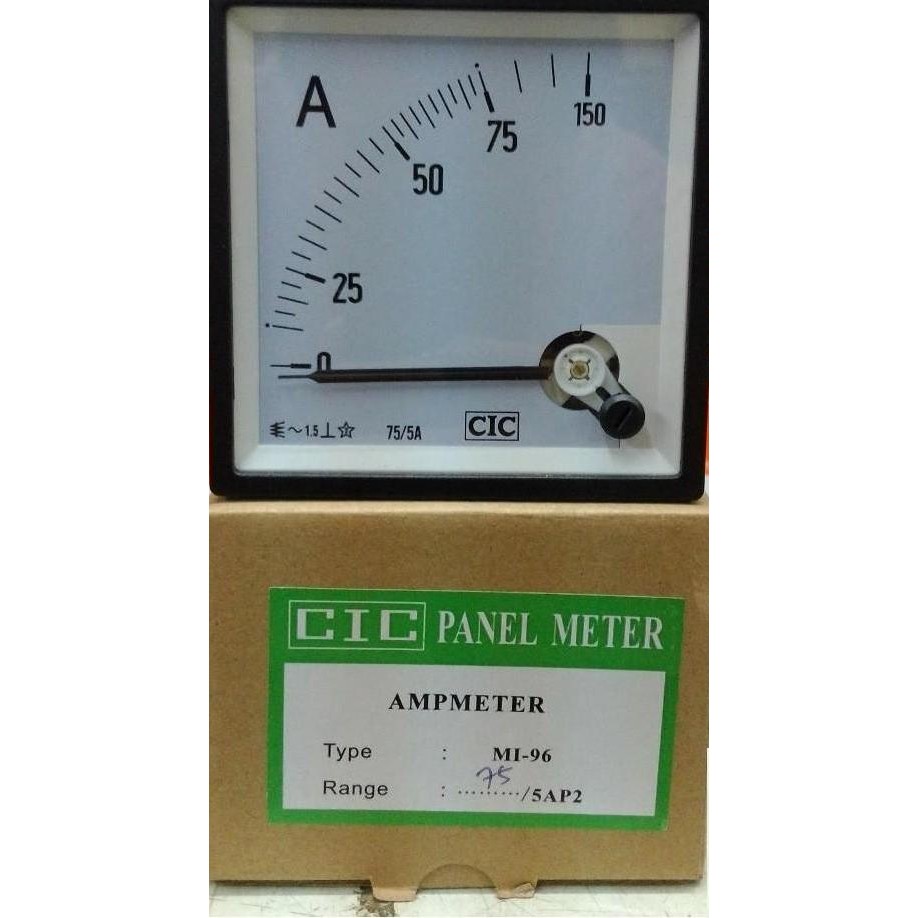 A
150
75
50
25
0
~ 1.5 ⊥ ☆2
75/5A
CIC
CIC PANEL METER
AMPMETER
Type : MI-96
Range : 75/5AP2